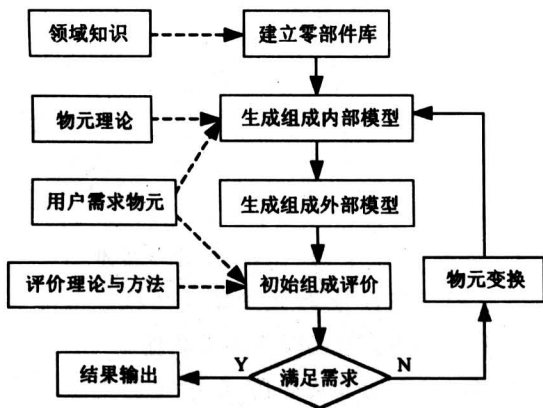 领域知识
建立零部件库
物元理论
生成组成内部模型
用户需求物元
生成组成外部模型
评价理论与方法
初始组成评价
物元变换
结果输出
Y
满足需求
N